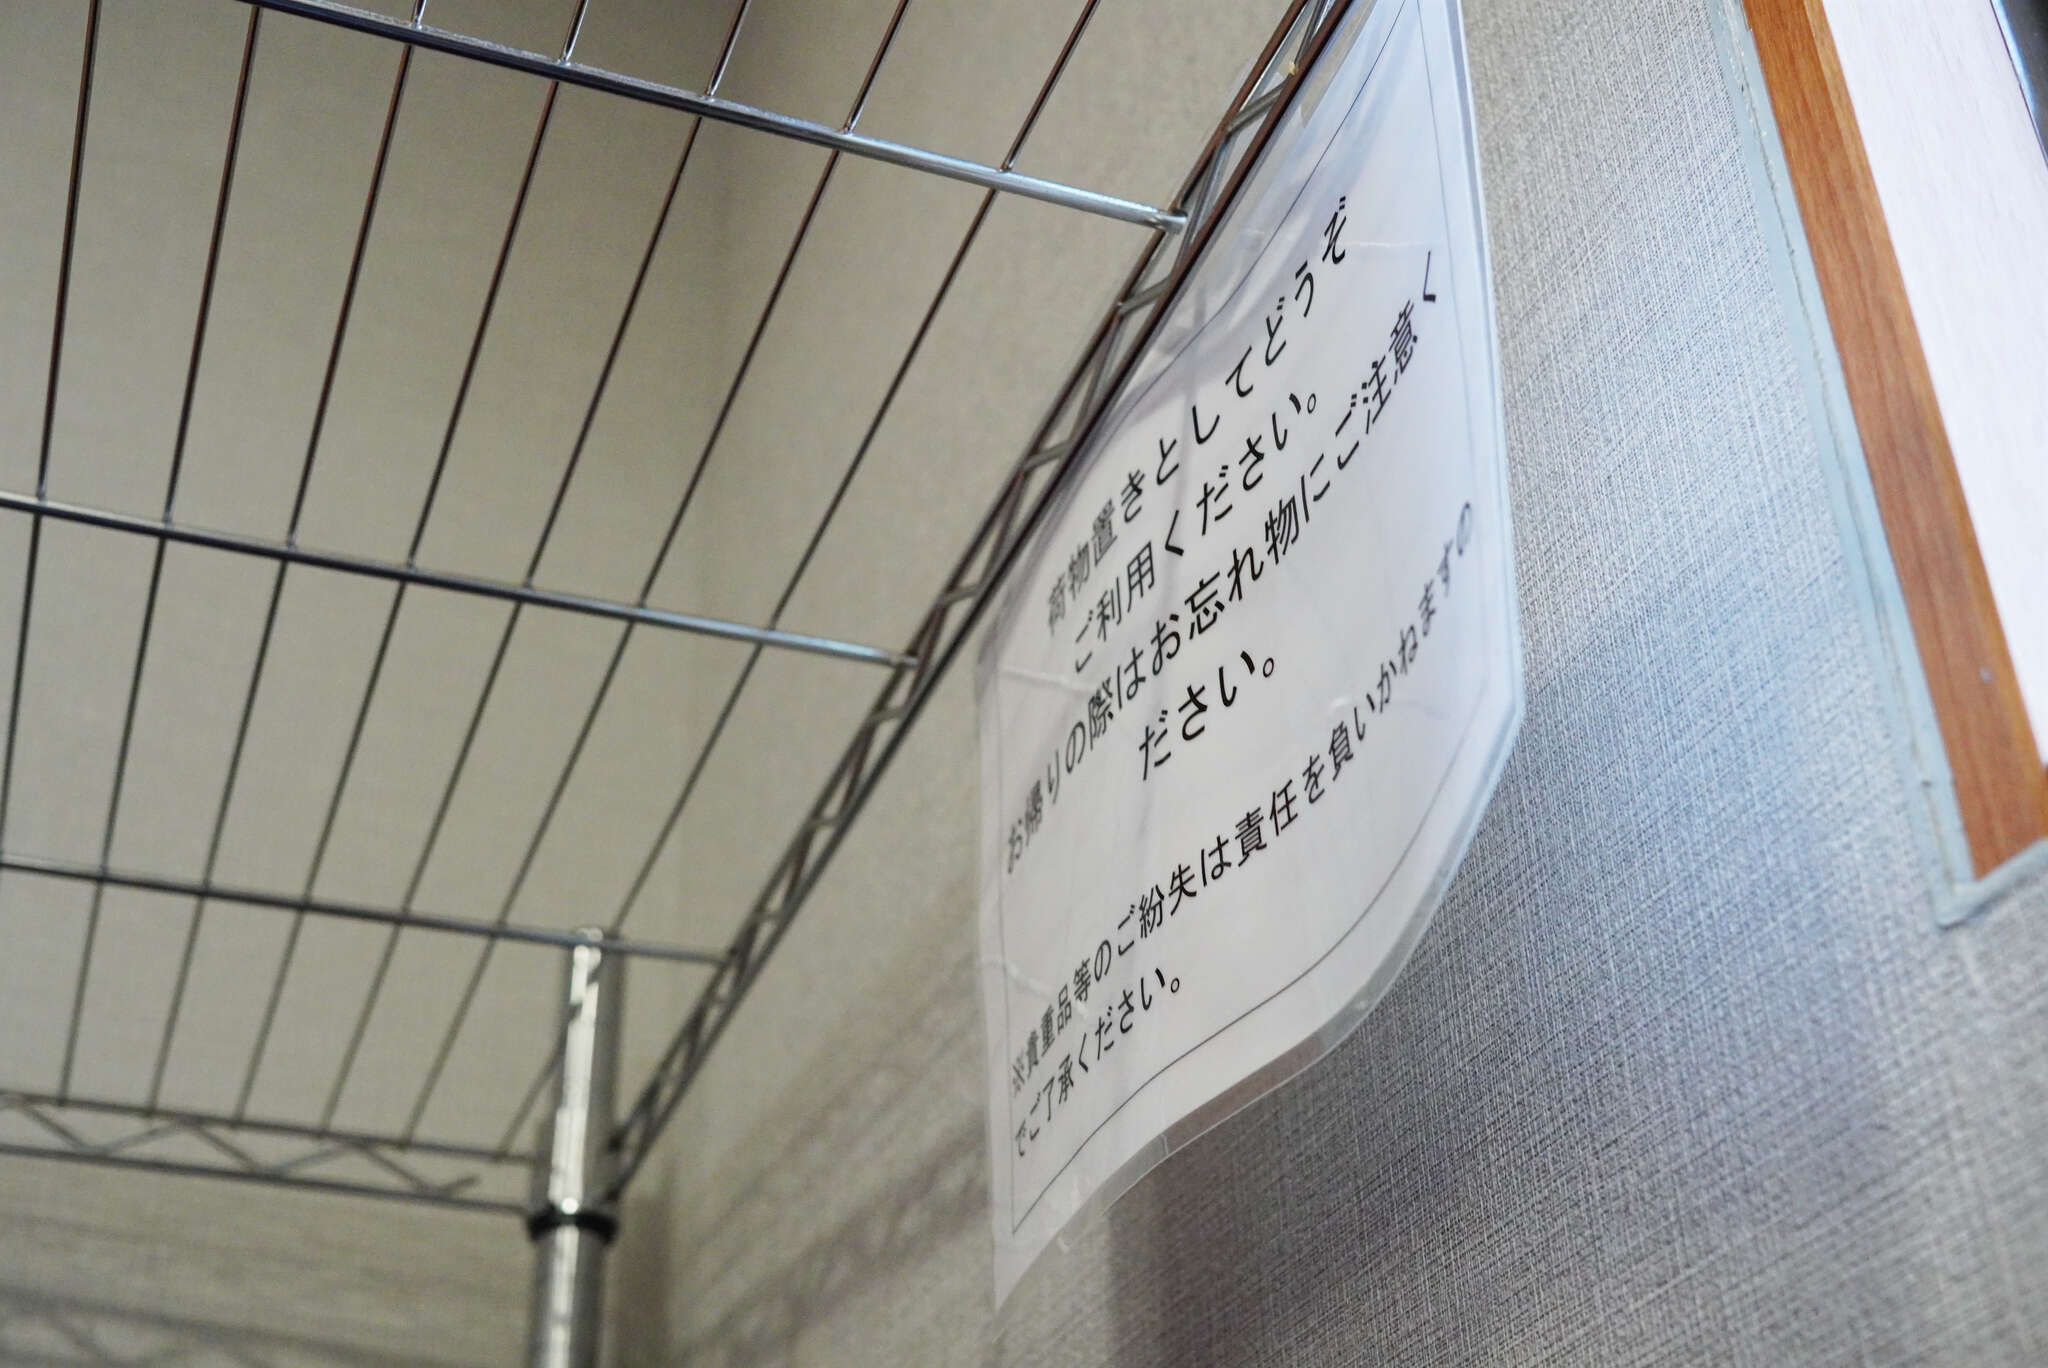 荷物置きとしてどうぞ
ご利用ください。
お帰りの際はお忘れ物にご注意く
ださい。
※貴重品等のご紛失は責任を負いかねますの
でご了承ください。